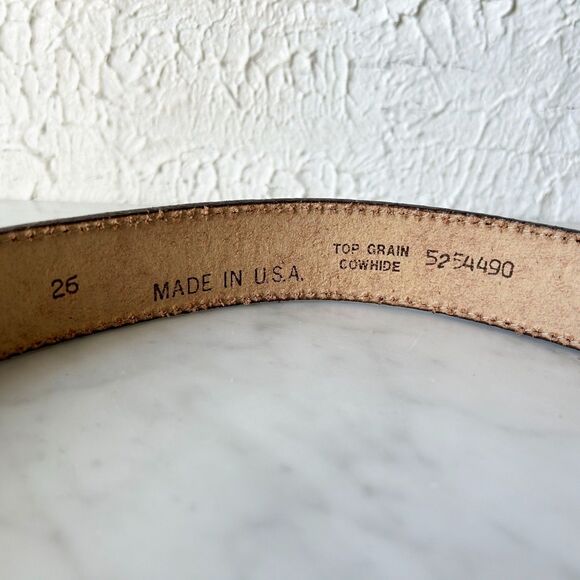 26
MADE IN U.S.A.
TOP GRAIN
COWHIDE
5254490